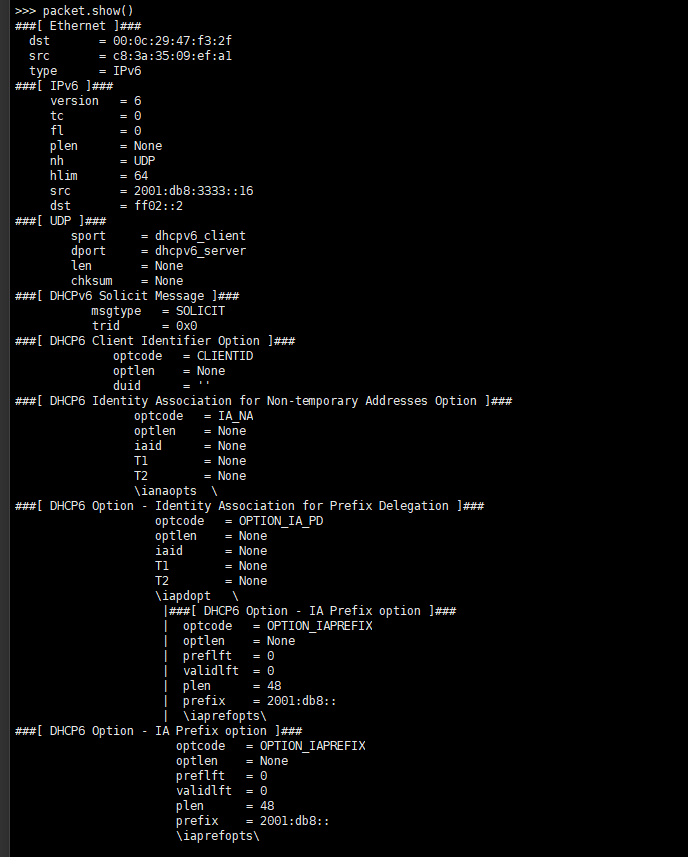 >>> packet.show()
###[ Ethernet ]###
  dst       = 00:0c:29:47:f3:2f
  src       = c8:3a:35:09:ef:a1
  type      = IPv6
###[ IPv6 ]###
     version   = 6
     tc        = 0
     fl        = 0
     plen      = None
     nh        = UDP
     hlim      = 64
     src       = 2001:db8:3333::16
     dst       = ff02::2
###[ UDP ]###
        sport     = dhcpv6_client
        dport     = dhcpv6_server
        len       = None
        chksum    = None
###[ DHCPv6 Solicit Message ]###
           msgtype   = SOLICIT
           trid      = 0x0
###[ DHCP6 Client Identifier Option ]###
              optcode   = CLIENTID
              optlen    = None
              duid      = ''
###[ DHCP6 Identity Association for Non-temporary Addresses Option ]###
                 optcode   = IA_NA
                 optlen    = None
                 iaid      = None
                 T1        = None
                 T2        = None
                 \ianaopts  \
###[ DHCP6 Option - Identity Association for Prefix Delegation ]###
                    optcode   = OPTION_IA_PD
                    optlen    = None
                    iaid      = None
                    T1        = None
                    T2        = None
                    \iapdopt   \
                     |###[ DHCP6 Option - IA Prefix option ]###
                     |  optcode   = OPTION_IAPREFIX
                     |  optlen    = None
                     |  preflft   = 0
                     |  validlft  = 0
                     |  plen      = 48
                     |  prefix    = 2001:db8::
                     |  \iaprefopts\
###[ DHCP6 Option - IA Prefix option ]###
                       optcode   = OPTION_IAPREFIX
                       optlen    = None
                       preflft   = 0
                       validlft  = 0
                       plen      = 48
                       prefix    = 2001:db8::
                       \iaprefopts\